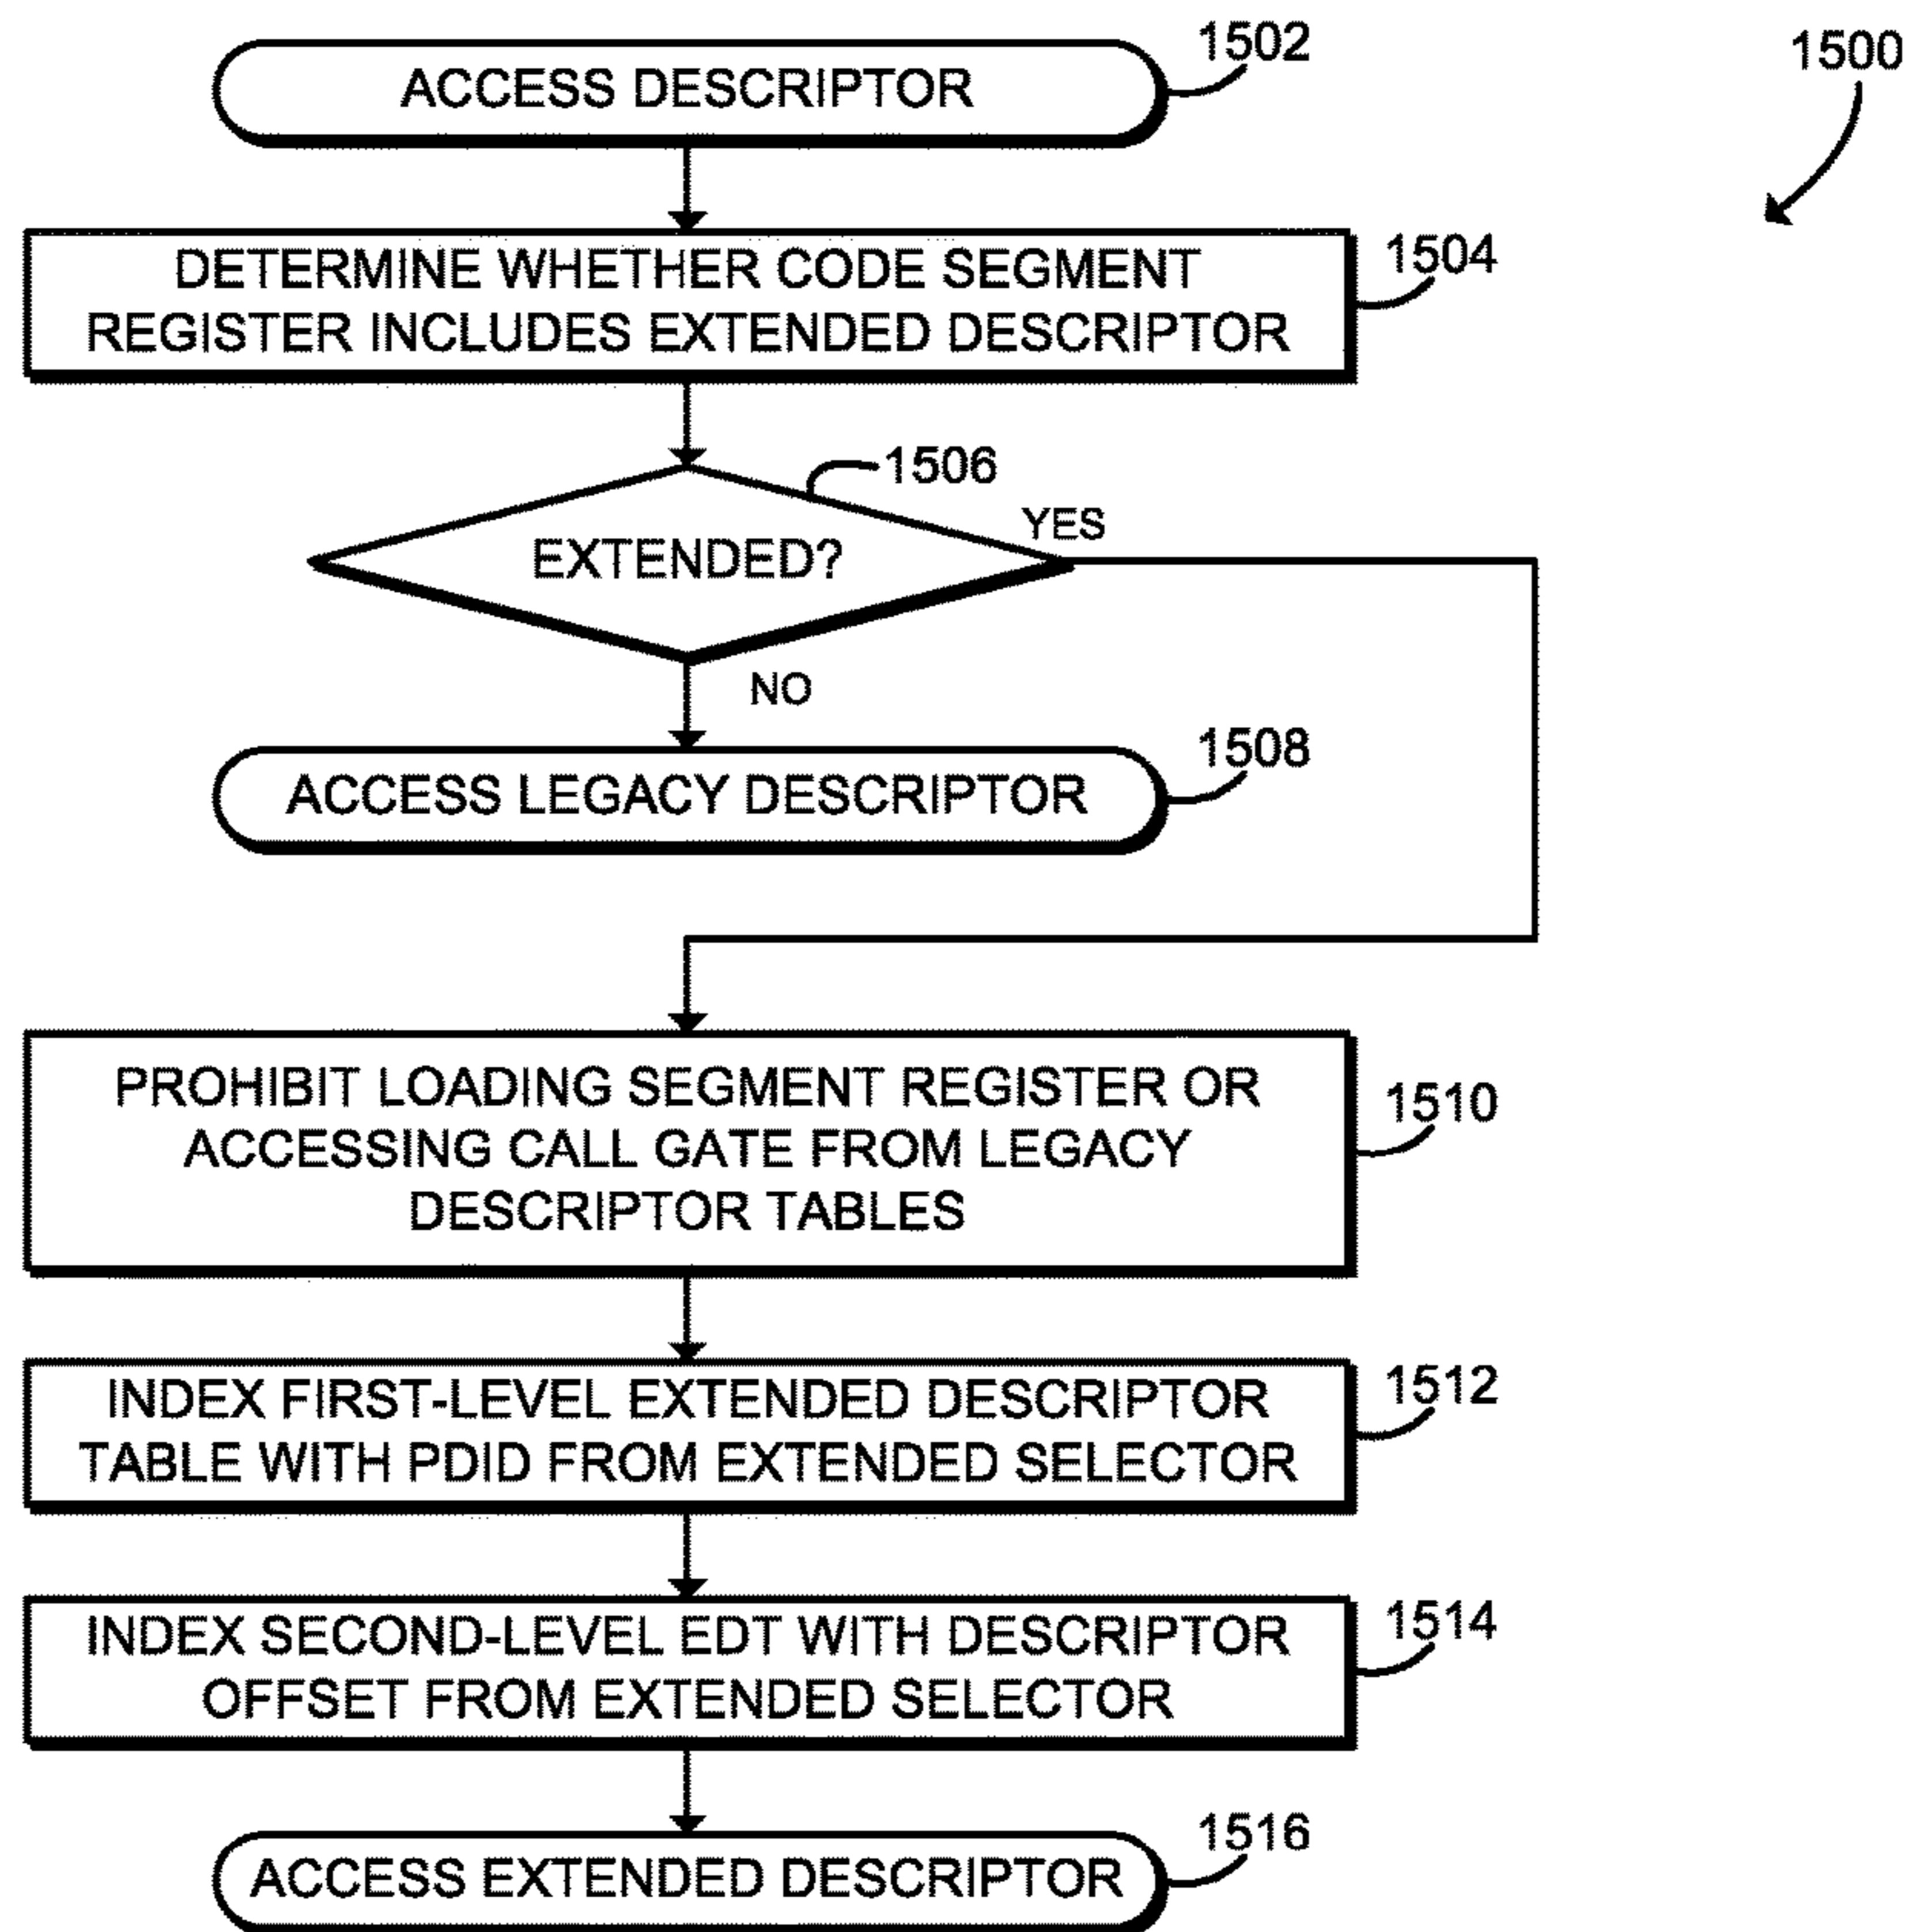 1502
1500
ACCESS DESCRIPTOR
1504
DETERMINE WHETHER CODE SEGMENT
REGISTER INCLUDES EXTENDED DESCRIPTOR
1506
YES
EXTENDED?
NO
1508
ACCESS LEGACY DESCRIPTOR
PROHIBIT LOADING SEGMENT REGISTER OR
1510
ACCESSING CALL GATE FROM LEGACY
DESCRIPTOR TABLES
1512
INDEX FIRST-LEVEL EXTENDED DESCRIPTOR
TABLE WITH PDID FROM EXTENDED SELECTOR
1514
INDEX SECOND-LEVEL EDT WITH DESCRIPTOR
OFFSET FROM EXTENDED SELECTOR
1516
ACCESS EXTENDED DESCRIPTOR